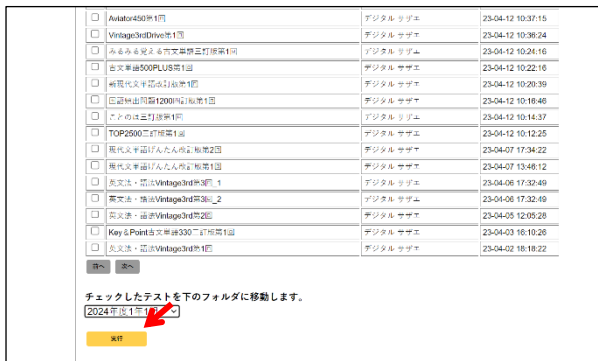 Aviator450第1回 デジタル サザエ 23-04-12 10:37:15
Vintage3rdDrive第1回 デジタル サザエ 23-04-12 10:36:24
みるみる覚える古文単語三訂版第1回 デジタル サザエ 23-04-12 10:24:16
古文単語500PLUS第1回 デジタル サザエ 23-04-12 10:22:16
新現代文単語改訂版第1回 デジタル サザエ 23-04-12 10:20:39
国語頻出問題1200四訂版第1回 デジタル サザエ 23-04-12 10:16:46
ことのは三訂版第1回 デジタル サザエ 23-04-12 10:14:37
TOP2500三訂版第1回 デジタル サザエ 23-04-12 10:12:25
現代文単語げんたん改訂版第2回 デジタル サザエ 23-04-07 17:34:22
現代文単語げんたん改訂版第1回 デジタル サザエ 23-04-07 13:46:12
英文法・語法Vintage3rd第3回_1 デジタル サザエ 23-04-06 17:32:49
英文法・語法Vintage3rd第3回_2 デジタル サザエ 23-04-06 17:32:49
英文法・語法Vintage3rd第2回 デジタル サザエ 23-04-05 12:05:28
Key＆Point古文単語330三訂版第1回 デジタル サザエ 23-04-03 16:10:26
英文法・語法Vintage3rd第1回 デジタル サザエ 23-04-02 18:18:22
前へ 次へ
チェックしたテストを下のフォルダに移動します。
2024年度1年1
実行